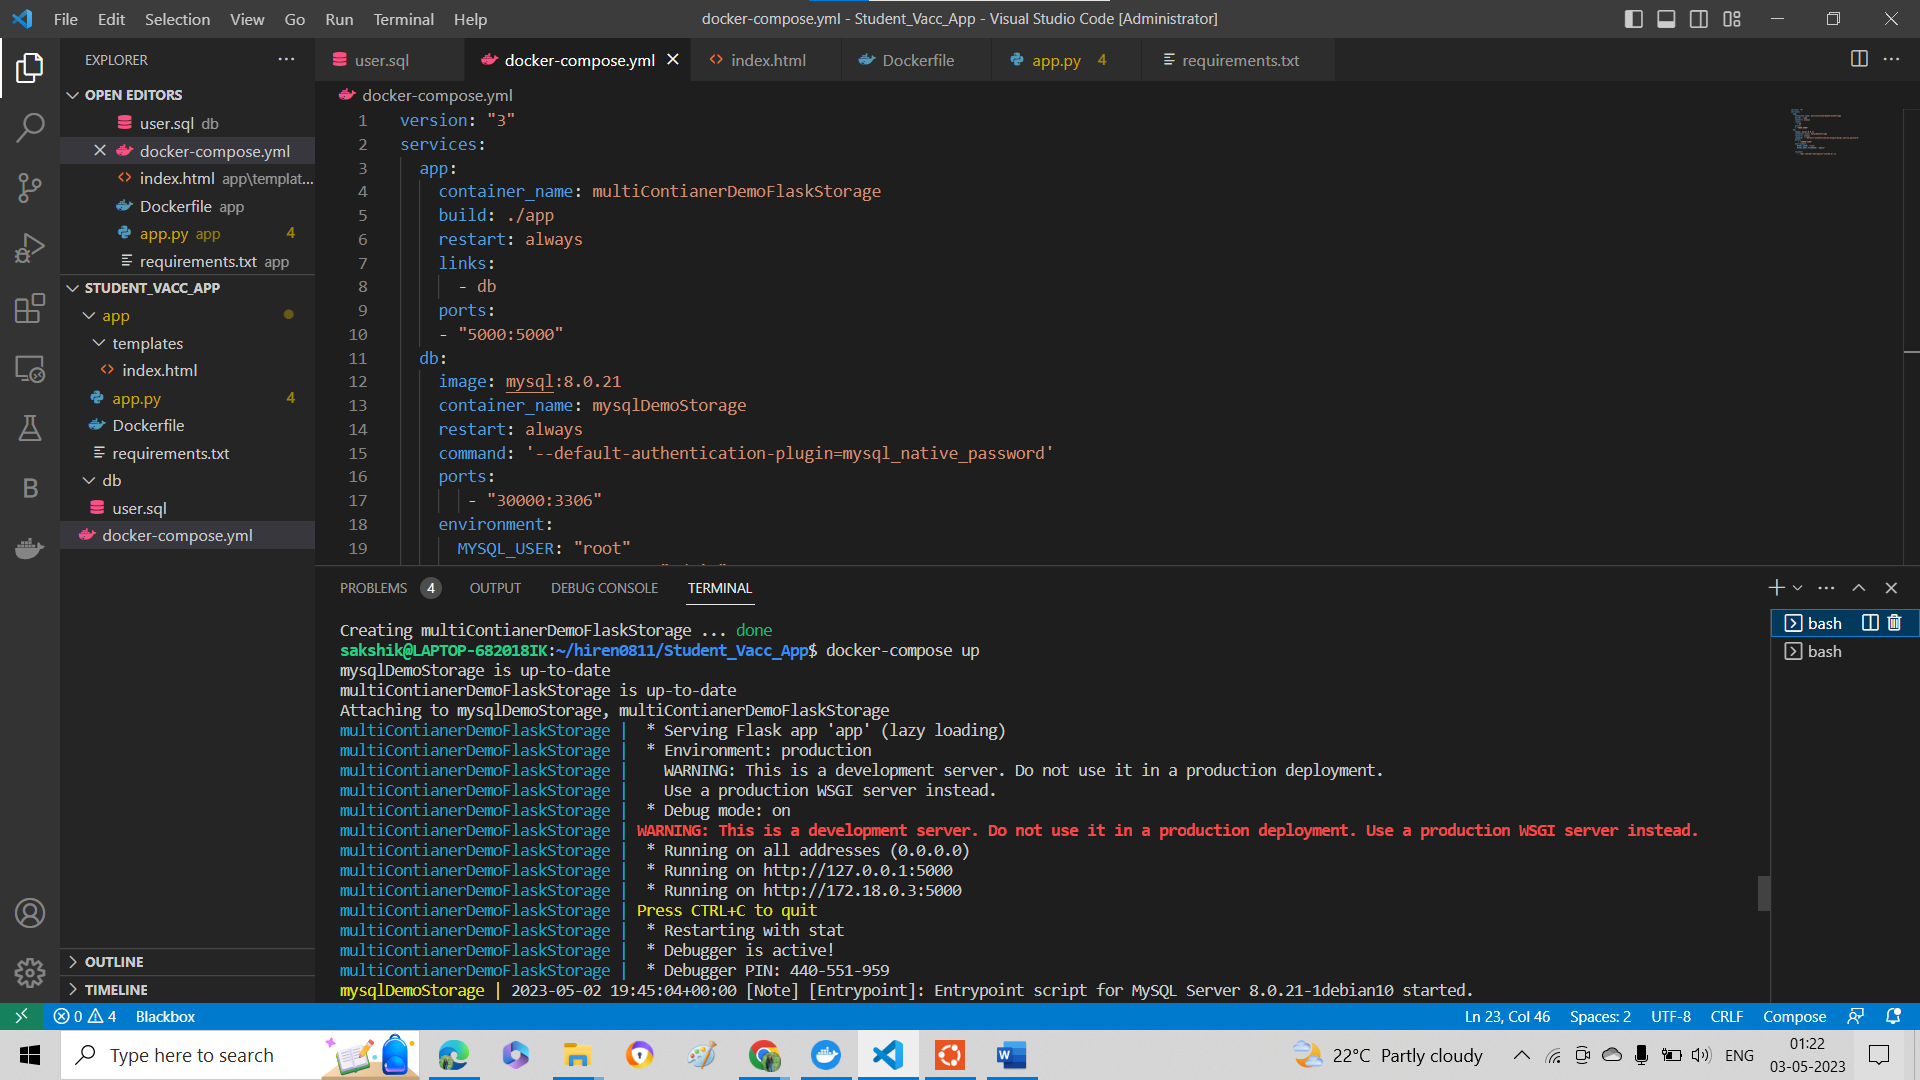 File Edit Selection View Go Run Terminal Help
docker-compose.yml - Student_Vacc_App - Visual Studio Code [Administrator]
EXPLORER
OPEN EDITORS
user.sql db
docker-compose.yml
index.html app\templat...
Dockerfile app
app.py app 4
requirements.txt app
STUDENT_VACC_APP
app
templates
index.html
app.py 4
Dockerfile
requirements.txt
db
user.sql
docker-compose.yml
OUTLINE
TIMELINE
user.sql
docker-compose.yml
index.html
Dockerfile
app.py 4
requirements.txt
docker-compose.yml
1 version: "3"
2 services:
3 app:
4 container_name: multiContianerDemoFlaskStorage
5 build: ./app
6 restart: always
7 links:
8 - db
9 ports:
10 - "5000:5000"
11 db:
12 image: mysql:8.0.21
13 container_name: mysqlDemoStorage
14 restart: always
15 command: '--default-authentication-plugin=mysql_native_password'
16 ports:
17 - "30000:3306"
18 environment:
19 MYSQL_USER: "root"
PROBLEMS 4 OUTPUT DEBUG CONSOLE TERMINAL
bash
bash
Creating multiContianerDemoFlaskStorage ... done
sakshik@LAPTOP-682018IK:~/hiren0811/Student_Vacc_App$ docker-compose up
mysqlDemoStorage is up-to-date
multiContianerDemoFlaskStorage is up-to-date
Attaching to mysqlDemoStorage, multiContianerDemoFlaskStorage
multiContianerDemoFlaskStorage | * Serving Flask app 'app' (lazy loading)
multiContianerDemoFlaskStorage | * Environment: production
multiContianerDemoFlaskStorage | WARNING: This is a development server. Do not use it in a production deployment.
multiContianerDemoFlaskStorage | Use a production WSGI server instead.
multiContianerDemoFlaskStorage | * Debug mode: on
multiContianerDemoFlaskStorage | WARNING: This is a development server. Do not use it in a production deployment. Use a production WSGI server instead.
multiContianerDemoFlaskStorage | * Running on all addresses (0.0.0.0)
multiContianerDemoFlaskStorage | * Running on http://127.0.0.1:5000
multiContianerDemoFlaskStorage | * Running on http://172.18.0.3:5000
multiContianerDemoFlaskStorage | Press CTRL+C to quit
multiContianerDemoFlaskStorage | * Restarting with stat
multiContianerDemoFlaskStorage | * Debugger is active!
multiContianerDemoFlaskStorage | * Debugger PIN: 440-551-959
mysqlDemoStorage | 2023-05-02 19:45:04+00:00 [Note] [Entrypoint]: Entrypoint script for MySQL Server 8.0.21-1debian10 started.
0 4 Blackbox
Ln 23, Col 46 Spaces: 2 UTF-8 CRLF Compose
Type here to search
22°C Partly cloudy
ENG
01:22
03-05-2023